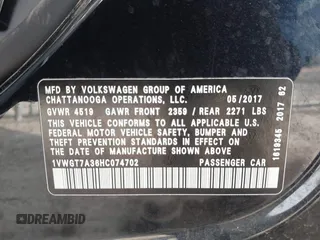 MFD BY VOLKSWAGEN GROUP OF AMERICA
CHATTANOOGA OPERATIONS, LLC. 05/2017
GVWR 4519 GAWR FRONT 2359 / REAR 2271 LBS
THIS VEHICLE CONFORMS TO ALL APPLICABLE FEDERAL
MOTOR VEHICLE SAFETY, BUMPER AND
THEFT PREVENTION STANDARDS IN EFFECT
ON THE DATE OF MANUFACTURE SHOWN ABOVE.
1VWGT7A36HC074702 PASSENGER CAR
1619345 2017 62
DREAMBID